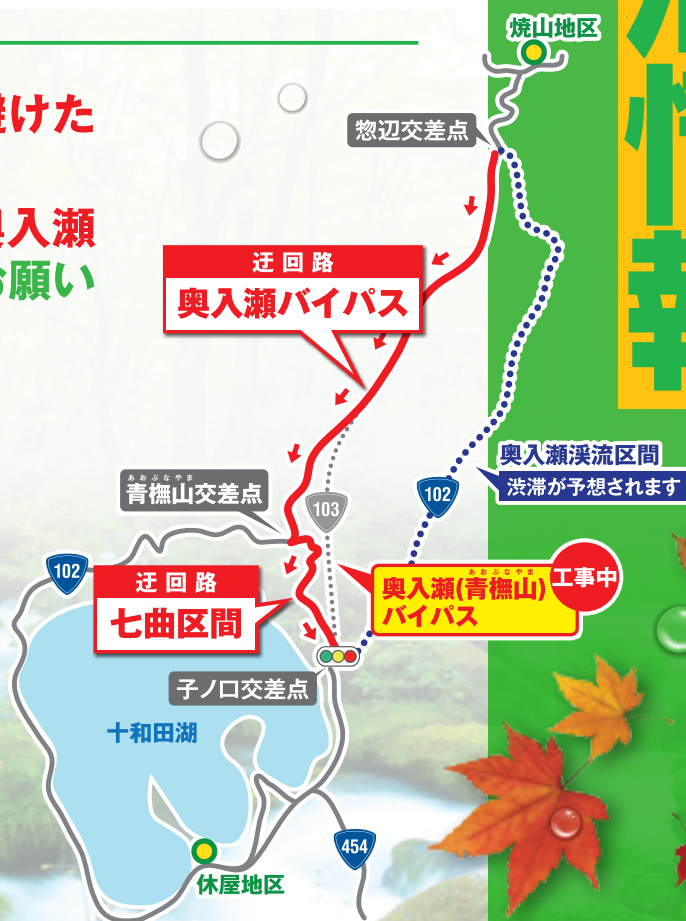 焼山地区
避けた
惣辺交差点
奥入瀬
お願い
迂回路
奥入瀬バイパス
情
報
奥入瀬渓流区間
渋滞が予想されます
あおぶなやま
青橅山交差点
103
102
102
迂回路
七曲区間
あおぶなやま
奥入瀬(青橅山)
バイパス
工事中
子ノ口交差点
十和田湖
454
休屋地区